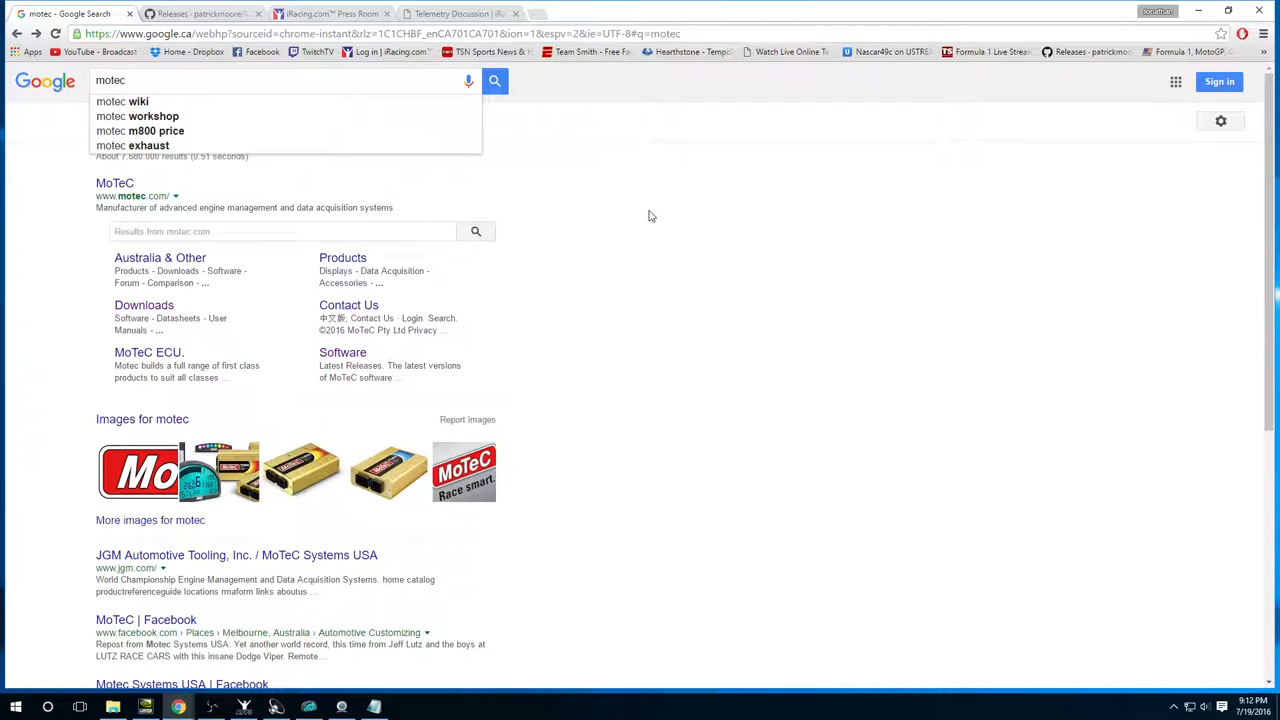 motec - Google Search
Releases · patrickmoore/
iRacing.com™ Press Room
Telemetry Discussion | iRa
Jonathan
https://www.google.ca/webhp?sourceid=chrome-instant&rlz=1C1CHBF_enCA701CA701&ion=1&espv=2&ie=UTF-8#q=motec
Apps
YouTube - Broadcast
Home - Dropbox
Facebook
TwitchTV
Log in | iRacing.com
TSN Sports News & H
Team Smith - Free Fan
Hearthstone - Tempo
Watch Live Online TV
Nascar49c on USTREA
Formula 1 Live Strean
Releases · patrickmo
Formula 1, MotoGP,
Google
motec
Sign in
motec wiki
motec workshop
motec m800 price
motec exhaust
About 7,680,000 results (0.51 seconds)
MoTeC
www.motec.com/
Manufacturer of advanced engine management and data acquisition systems.
Results from motec.com
Australia & Other
Products - Downloads - Software -
Forum - Comparison - ...
Products
Displays - Data Acquisition -
Accessories - ...
Downloads
Software - Datasheets - User
Manuals - ...
Contact Us
中文版; Contact Us · Login. Search.
©2016 MoTeC Pty Ltd Privacy ...
MoTeC ECU.
Motec builds a full range of first class
products to suit all classes ...
Software
Latest Releases. The latest versions
of MoTeC software ...
Images for motec
Report images
Mo
MoTeC
Race smart.
More images for motec
JGM Automotive Tooling, Inc. / MoTeC Systems USA
www.jgm.com/
World Championship Engine Management and Data Acquisition Systems. home catalog
productreferenceguide locations rmaform links aboutus ...
MoTeC | Facebook
www.facebook.com › Places › Melbourne, Australia › Automotive Customizing
Repost from Motec Systems USA: Yet another world record, this time from Jeff Lutz and the boys at
LUTZ RACE CARS with this insane Dodge Viper. Remote ...
Motec Systems USA | Facebook
9:12 PM
7/19/2016